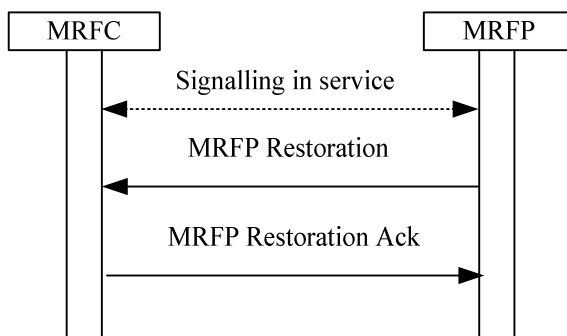 MRFC
MRFP
Signalling in service
MRFP Restoration
MRFP Restoration Ack